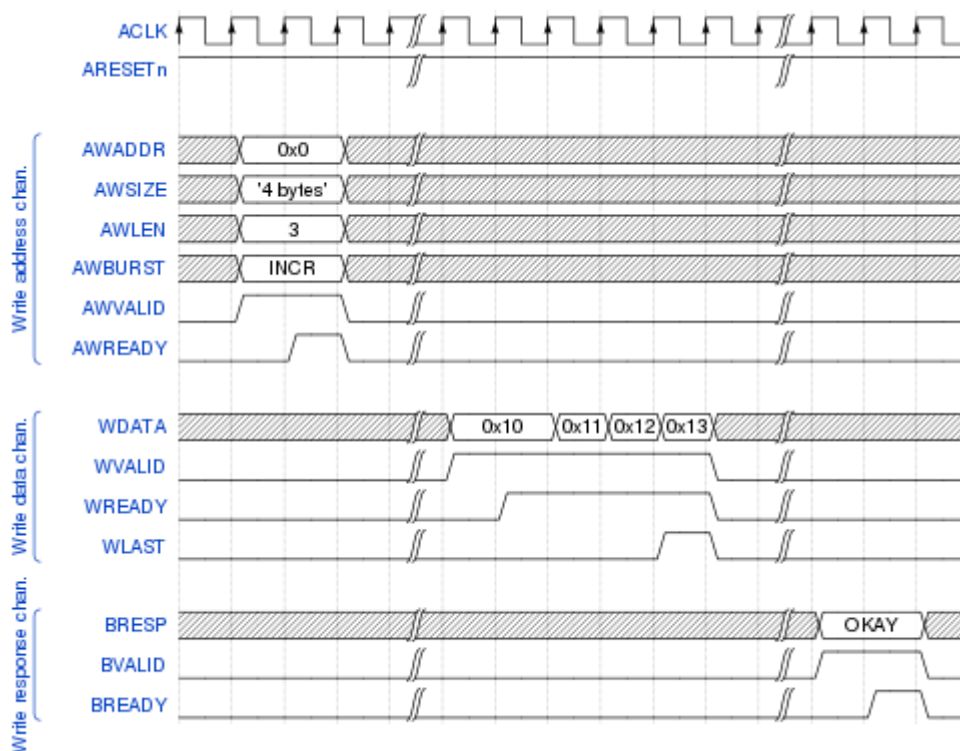 ACLK
ARESETn
Write address chan.
AWADDR 0x0
AWSIZE '4 bytes'
AWLEN 3
AWBURST INCR
AWVALID
AWREADY
Write data chan.
WDATA 0x10 0x11 0x12 0x13
WVALID
WREADY
WLAST
Write response chan.
BRESP OKAY
BVALID
BREADY